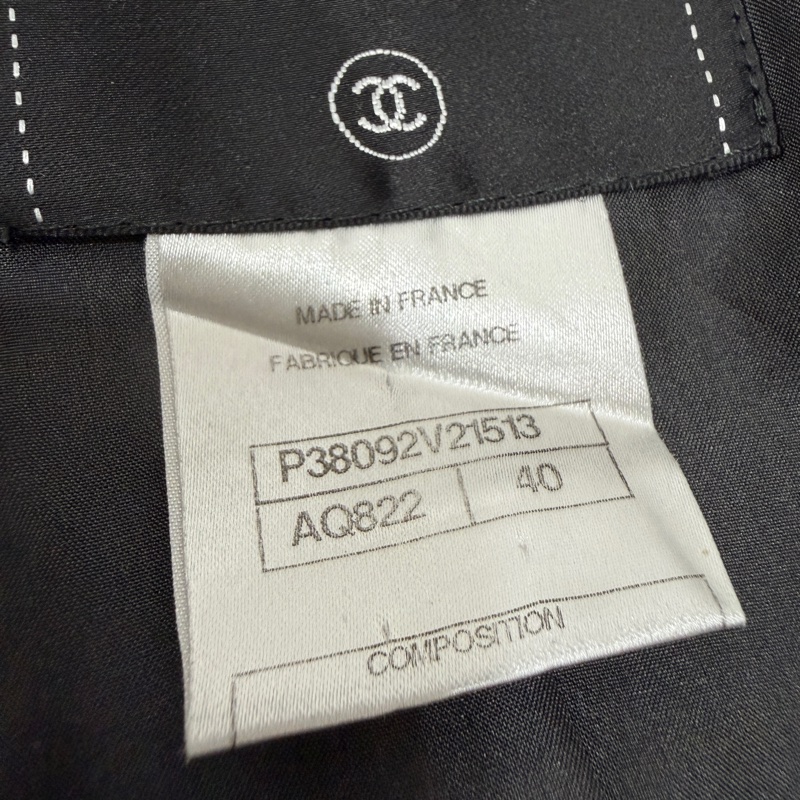 MADE IN FRANCE
FABRIQUE EN FRANCE
P38092V21513
AQ822 40
COMPOSITION